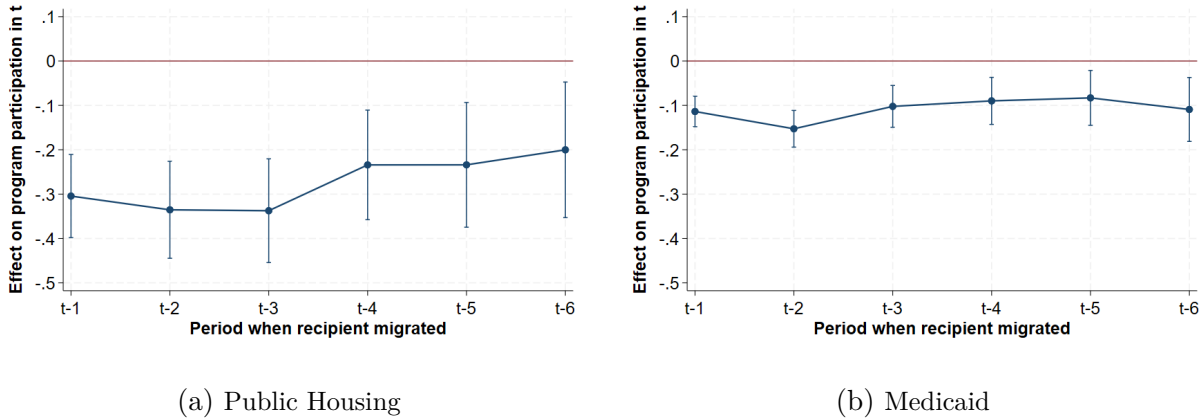 Effect on program participation in t
.1
0
-.1
-.2
-.3
-.4
-.5
t-1 t-2 t-3 t-4 t-5 t-6
Period when recipient migrated
(a) Public Housing
Effect on program participation in t
.1
0
-.1
-.2
-.3
-.4
-.5
t-1 t-2 t-3 t-4 t-5 t-6
Period when recipient migrated
(b) Medicaid